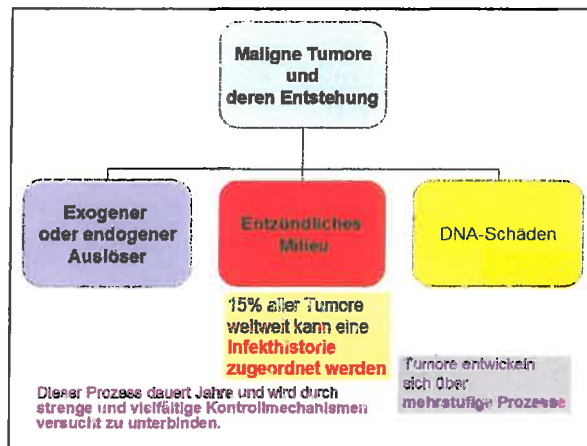 Maligne Tumore
und
deren Entstehung
Exogener
oder endogener
Auslöser
Entzündliches
Milieu
DNA-Schäden
15% aller Tumore
weltweit kann eine
Infekthistorie
zugeordnet werden
Tumore entwickeln
sich über
mehrstufige Prozesse
Dieser Prozess dauert Jahre und wird durch
strenge und vielfältige Kontrollmechanismen
versucht zu unterbinden.